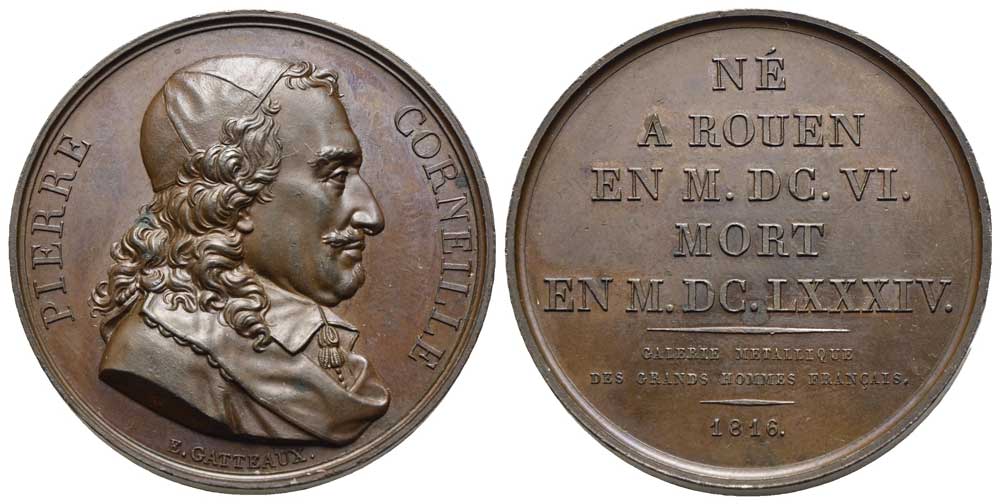 PIERRE CORNEILLE
E. GATTEAUX.
NÉ
A ROUEN
EN M. DC. VI.
MORT
EN M. DC. LXXXIV.
GALERIE METALLIQUE
DES GRANDS HOMMES FRANÇAIS.
1816.